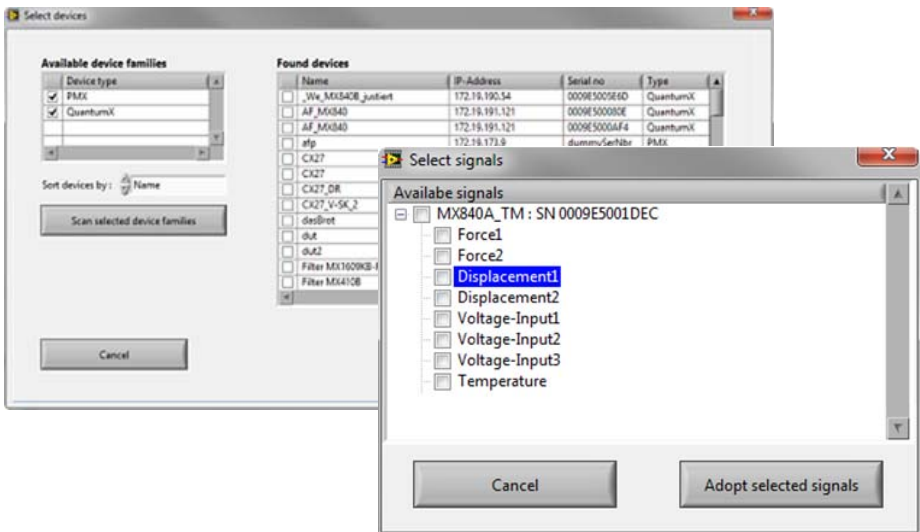 Select devices
Available device families
Device type
PMX
QuantumX
Sort devices by : Name
Scan selected device families
Cancel
Found devices
Name IP-Address Serial no Type
_We_MX840B_justiert 172.19.190.54 0009E5005E6D QuantumX
AF_MX840 172.19.191.121 0009E500080E QuantumX
AF_MX840 172.19.191.121 0009E5000AF4 QuantumX
afp 172.19.173.9 dummySerNbr PMX
CX27
CX27
CX27_DR
CX27_V-SK_2
dasBrot
dut
dut2
Filter MX1609KB-
Filter MX410B
Select signals
Availabe signals
MX840A_TM : SN 0009E5001DEC
Force1
Force2
Displacement1
Displacement2
Voltage-Input1
Voltage-Input2
Voltage-Input3
Temperature
Cancel
Adopt selected signals